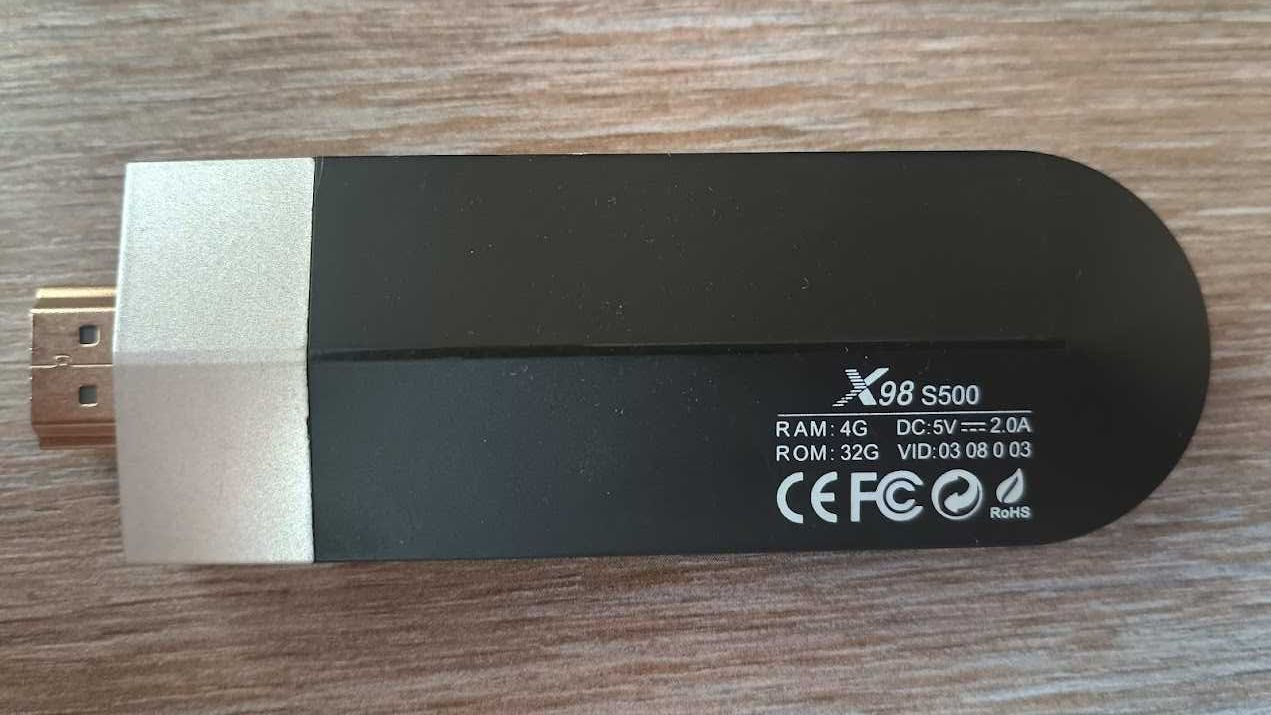 X98 S500
RAM: 4G DC:5V⎓2.0A
ROM: 32G VID:03 08 0 03
CE FC RoHS